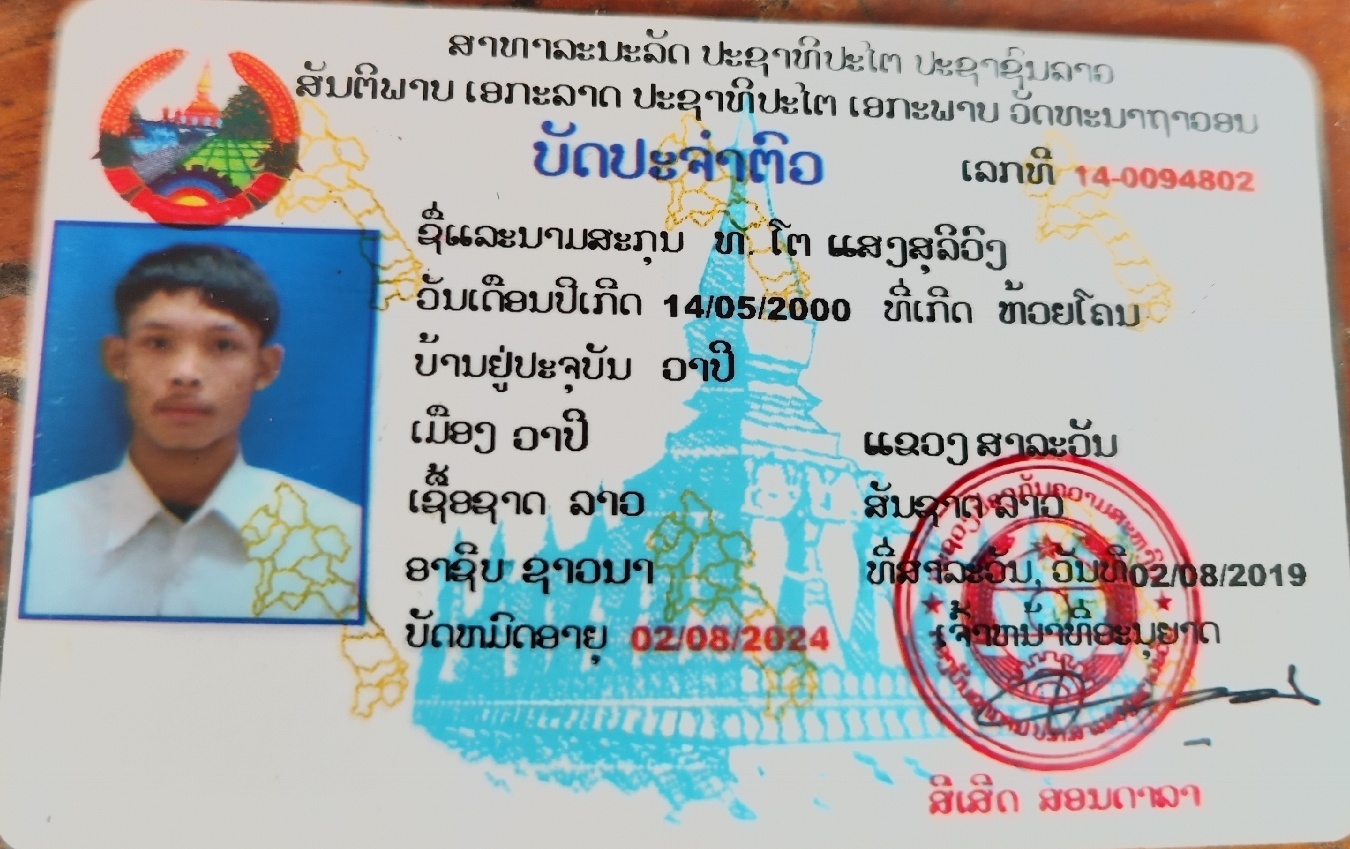 ສາທາລະນະລັດ ປະຊາທິປະໄຕ ປະຊາຊົນລາວ
ສັນຕິພາບ ເອກະລາດ ປະຊາທິປະໄຕ ເອກະພາບ ວັດທະນາຖາວອນ
ບັດປະຈຳຕົວ
ເລກທີ 14-0094802
ຊື່ແລະນາມສະກຸນ ທ. ໂຕ ແສງສຸລິວົງ
ວັນເດືອນປີເກີດ 14/05/2000 ທີ່ເກີດ ຫ້ວຍໂຄນ
ບ້ານຢູ່ປະຈຸບັນ ວາປີ
ເມືອງ ວາປີ ແຂວງ ສາລະວັນ
ເຊື້ອຊາດ ລາວ ສັນຊາດ ລາວ
ອາຊີບ ຊາວນາ ທີ່ສາລະວັນ, ວັນທີ 02/08/2019
ບັດຫມົດອາຍຸ 02/08/2024 ເຈົ້າຫນ້າທີ່ອະນຸຍາດ
ສີເສີດ ສອນດາລາ